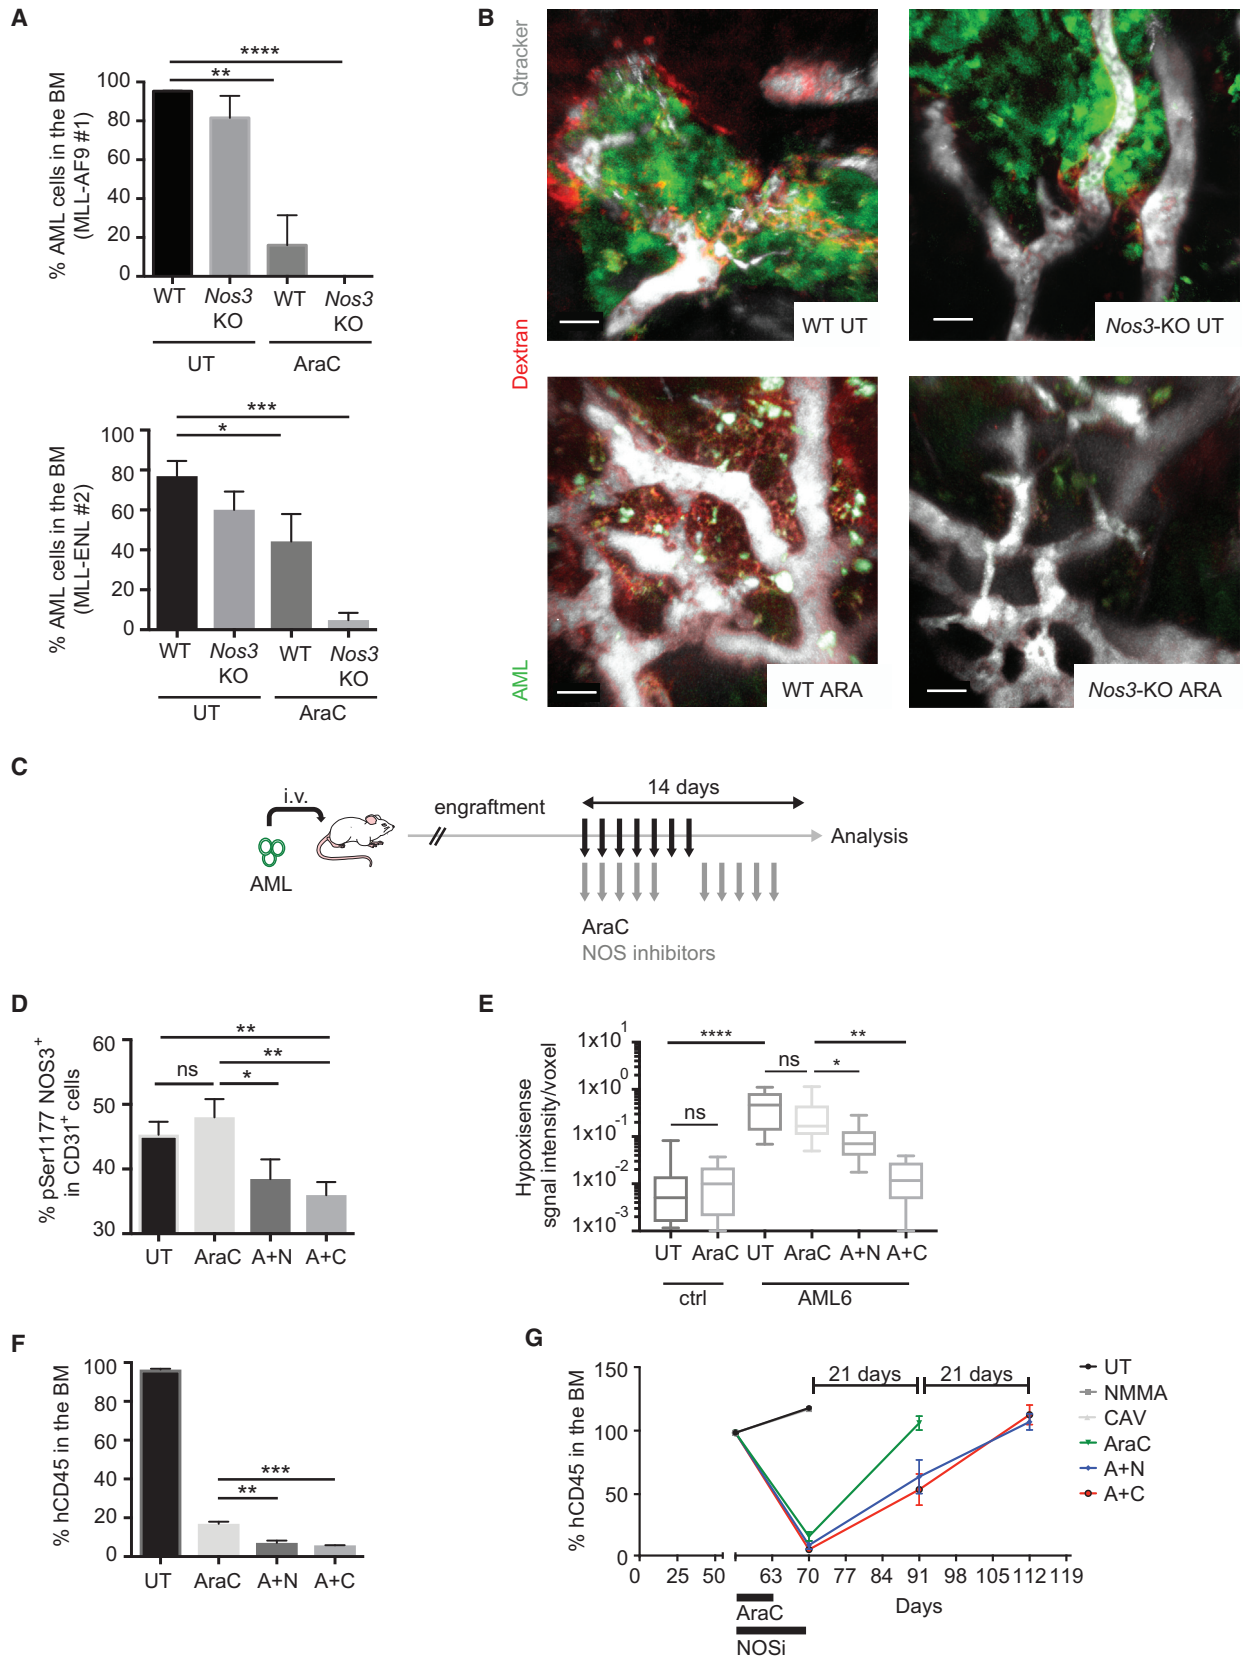 A
% AML cells in the BM
(MLL-AF9 #1)
100
80
60
40
20
0
****
**
WT
Nos3
KO
WT
Nos3
KO
UT
AraC
% AML cells in the BM
(MLL-ENL #2)
100
80
60
40
20
0
***
*
WT
Nos3
KO
WT
Nos3
KO
UT
AraC
B
Qtracker
Dextran
AML
WT UT
Nos3-KO UT
WT ARA
Nos3-KO ARA
C
i.v.
AML
engraftment
14 days
Analysis
AraC
NOS inhibitors
D
% pSer1177 NOS3+
in CD31+ cells
60
50
40
30
**
**
ns
*
UT
AraC
A+N
A+C
E
Hypoxisense
sgnal intensity/voxel
1x10^1
1x10^0
1x10^-1
1x10^-2
1x10^-3
****
**
ns
*
ns
UT
AraC
UT
AraC
A+N
A+C
ctrl
AML6
F
% hCD45 in the BM
100
80
60
40
20
0
***
**
UT
AraC
A+N
A+C
G
% hCD45 in the BM
150
100
50
0
21 days
21 days
UT
NMMA
CAV
AraC
A+N
A+C
0 25 50 63 70 77 84 91 98 105 112 119
Days
AraC
NOSi